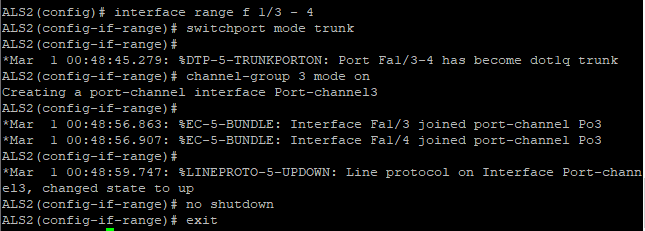 ALS2(config)# interface range f 1/3 - 4
ALS2(config-if-range)# switchport mode trunk
ALS2(config-if-range)#
*Mar  1 00:48:45.279: %DTP-5-TRUNKPORTON: Port Fa1/3-4 has become dot1q trunk
ALS2(config-if-range)# channel-group 3 mode on
Creating a port-channel interface Port-channel3
ALS2(config-if-range)#
*Mar  1 00:48:56.863: %EC-5-BUNDLE: Interface Fa1/3 joined port-channel Po3
*Mar  1 00:48:56.907: %EC-5-BUNDLE: Interface Fa1/4 joined port-channel Po3
ALS2(config-if-range)#
*Mar  1 00:48:59.747: %LINEPROTO-5-UPDOWN: Line protocol on Interface Port-chann
el3, changed state to up
ALS2(config-if-range)# no shutdown
ALS2(config-if-range)# exit